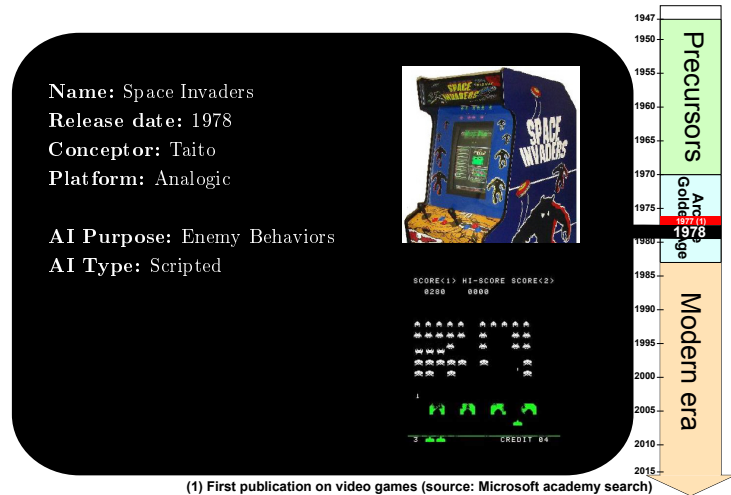 Name: Space Invaders
Release date: 1978
Conceptor: Taito
Platform: Analogic
AI Purpose: Enemy Behaviors
AI Type: Scripted
SPACE
INVADERS
SPACE
INVADERS
SCORE<1> HI-SCORE SCORE<2>
0280 0000
3
CREDIT 04
1947
1950
1955
1960
1965
1970
1975
1977 (1)
1978
1980
1985
1990
1995
2000
2005
2010
2015
Precursors
Arcade
Golden Age
Modern era
(1) First publication on video games (source: Microsoft academy search)